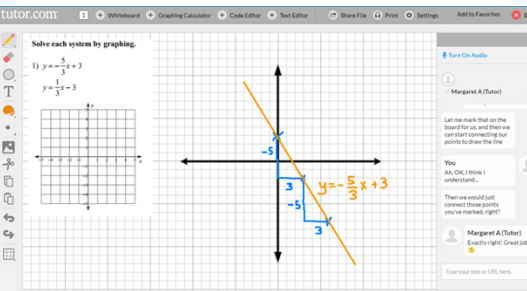 tutor.com
1 Whiteboard Graphing Calculator Code Editor Text Editor Share File Print Settings Add to Favorites
Solve each system by graphing.
1) y = -5/3x + 3
y = 1/3x - 3
-5
3
y = -5/3 x + 3
-5
3
Turn On Audio
Margaret A (Tutor)
Let me mark that on the
board for us, and then we
can start connecting our
points to draw the line
You
Ah, OK, I think I
understand...
Then we would just
connect those points
you've marked, right?
Margaret A (Tutor)
Exactly right! Great job
Type your text or URL here.